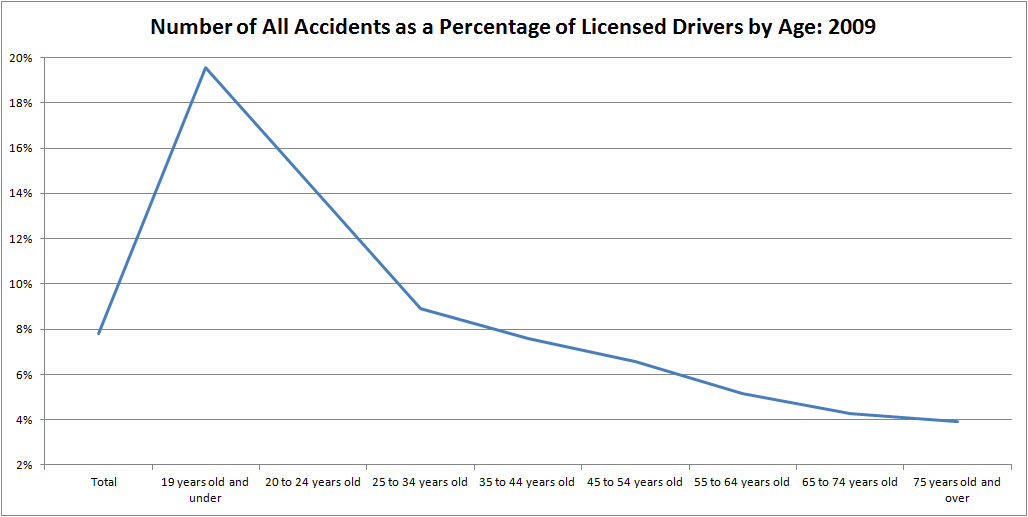 Number of All Accidents as a Percentage of Licensed Drivers by Age: 2009
20%
18%
16%
14%
12%
10%
8%
6%
4%
2%
Total
19 years old and
under
20 to 24 years old
25 to 34 years old
35 to 44 years old
45 to 54 years old
55 to 64 years old
65 to 74 years old
75 years old and
over